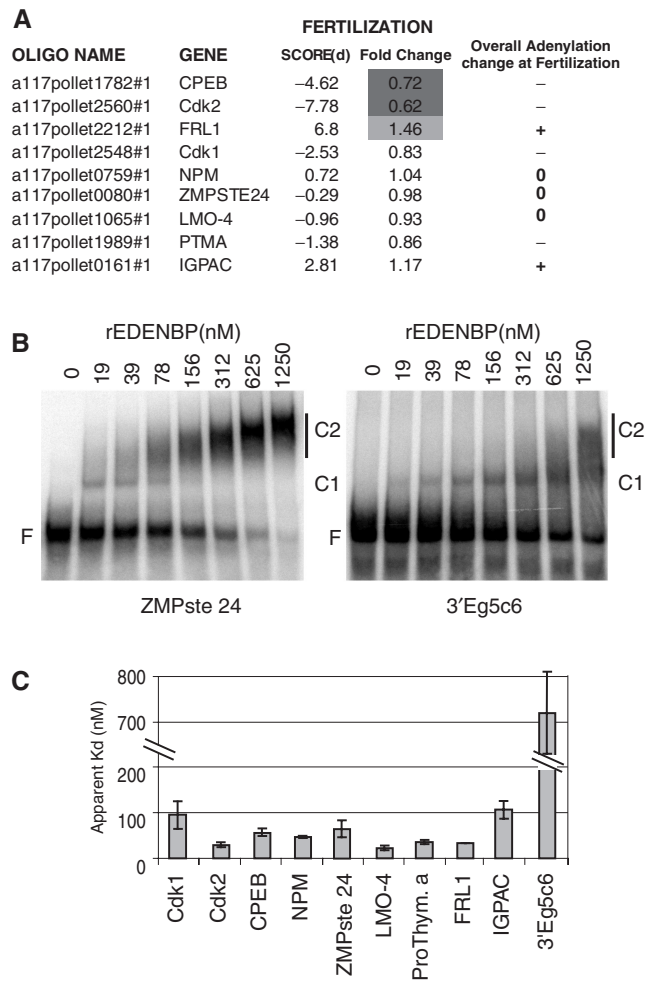 A
FERTILIZATION
OLIGO NAME GENE SCORE(d) Fold Change Overall Adenylation change at Fertilization
a117pollet1782#1 CPEB −4.62 0.72 −
a117pollet2560#1 Cdk2 −7.78 0.62 −
a117pollet2212#1 FRL1 6.8 1.46 +
a117pollet2548#1 Cdk1 −2.53 0.83 −
a117pollet0759#1 NPM 0.72 1.04 0
a117pollet0080#1 ZMPSTE24 −0.29 0.98 0
a117pollet1065#1 LMO-4 −0.96 0.93 0
a117pollet1989#1 PTMA −1.38 0.86 −
a117pollet0161#1 IGPAC 2.81 1.17 +
B
rEDENBP(nM)
0 19 39 78 156 312 625 1250
C2
C1
F
ZMPste 24
rEDENBP(nM)
0 19 39 78 156 312 625 1250
C2
C1
F
3′Eg5c6
C
Apparent Kd (nM)
800
700
200
100
0
Cdk1
Cdk2
CPEB
NPM
ZMPste 24
LMO-4
ProThym. a
FRL1
IGPAC
3'Eg5c6